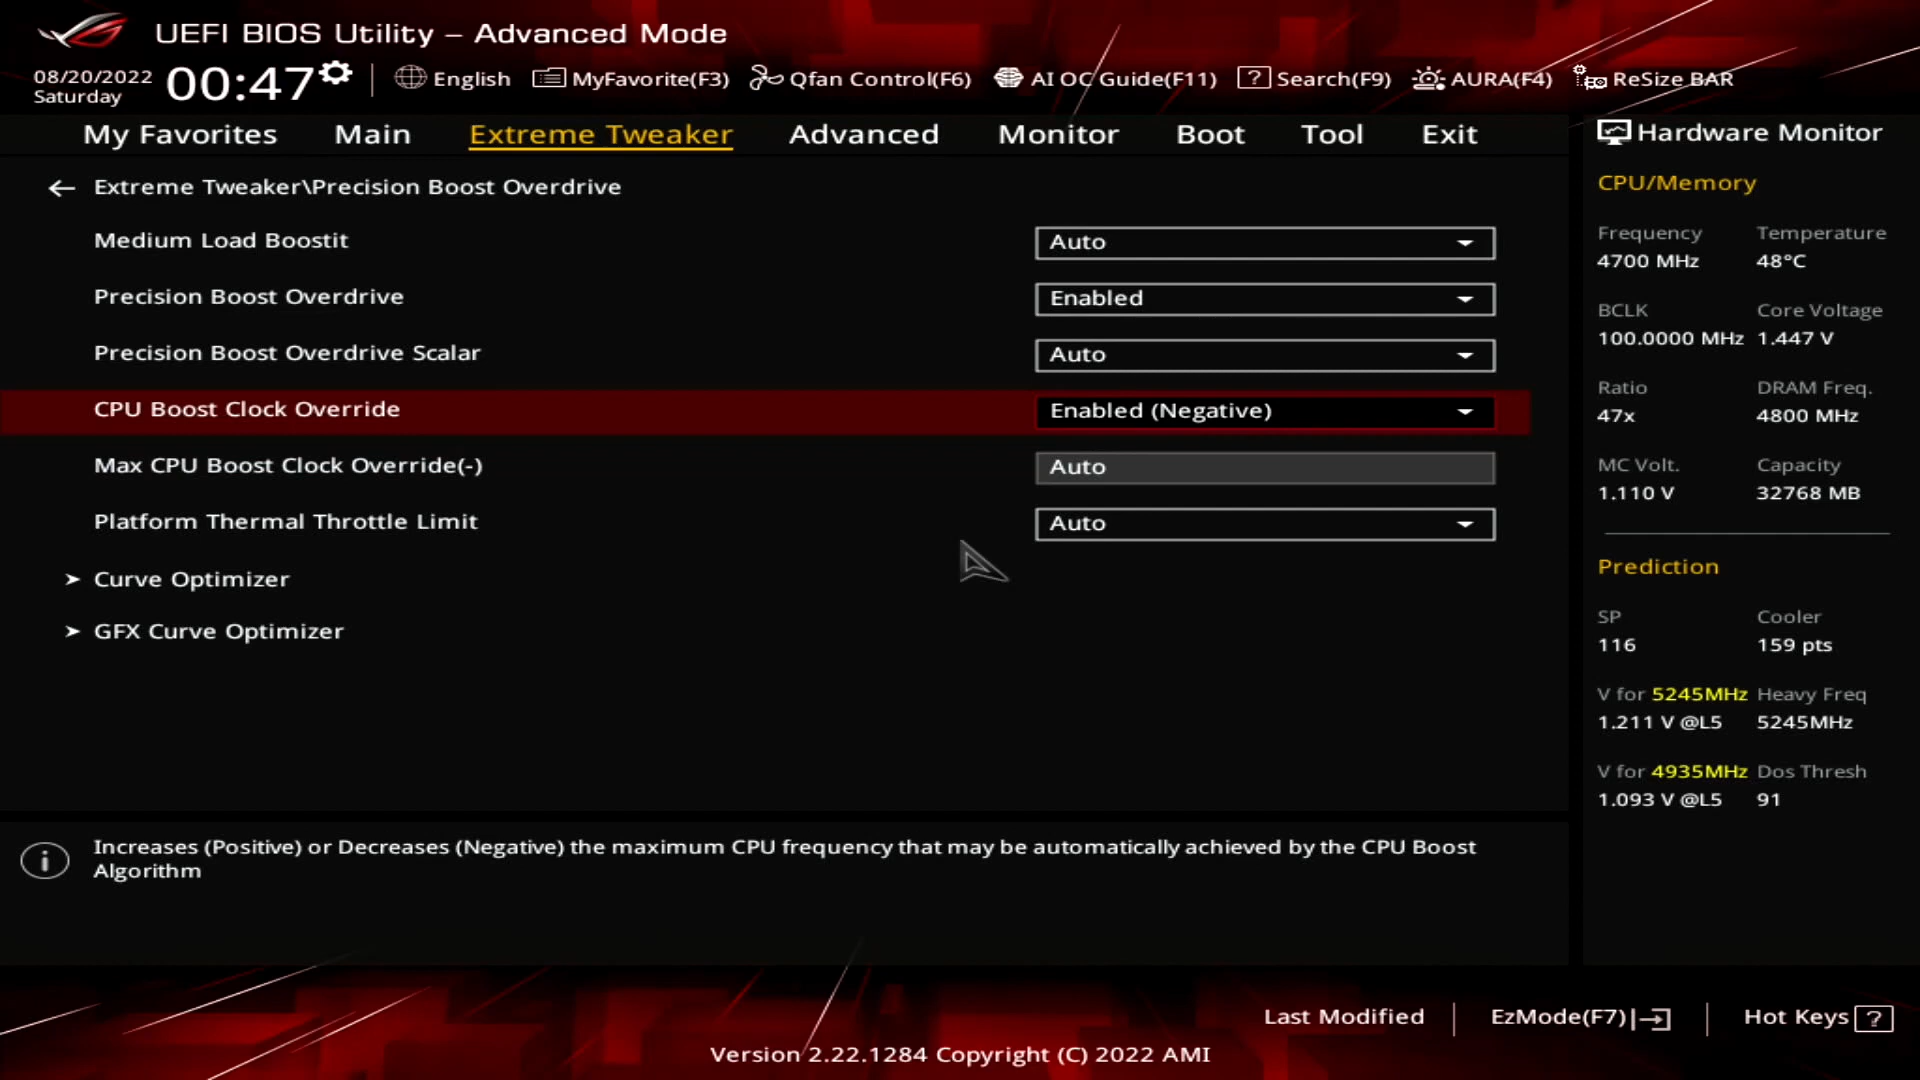 UEFI BIOS Utility – Advanced Mode
08/20/2022
Saturday
00:47
English
MyFavorite(F3)
Qfan Control(F6)
AI OC Guide(F11)
Search(F9)
AURA(F4)
ReSize BAR
My Favorites
Main
Extreme Tweaker
Advanced
Monitor
Boot
Tool
Exit
Extreme Tweaker\Precision Boost Overdrive
Medium Load Boostit
Auto
Precision Boost Overdrive
Enabled
Precision Boost Overdrive Scalar
Auto
CPU Boost Clock Override
Enabled (Negative)
Max CPU Boost Clock Override(-)
Auto
Platform Thermal Throttle Limit
Auto
Curve Optimizer
GFX Curve Optimizer
Increases (Positive) or Decreases (Negative) the maximum CPU frequency that may be automatically achieved by the CPU Boost
Algorithm
Hardware Monitor
CPU/Memory
Frequency Temperature
4700 MHz 48°C
BCLK Core Voltage
100.0000 MHz 1.447 V
Ratio DRAM Freq.
47x 4800 MHz
MC Volt. Capacity
1.110 V 32768 MB
Prediction
SP Cooler
116 159 pts
V for 5245MHz Heavy Freq
1.211 V @L5 5245MHz
V for 4935MHz Dos Thresh
1.093 V @L5 91
Last Modified
EzMode(F7)
Hot Keys ?
Version 2.22.1284 Copyright (C) 2022 AMI